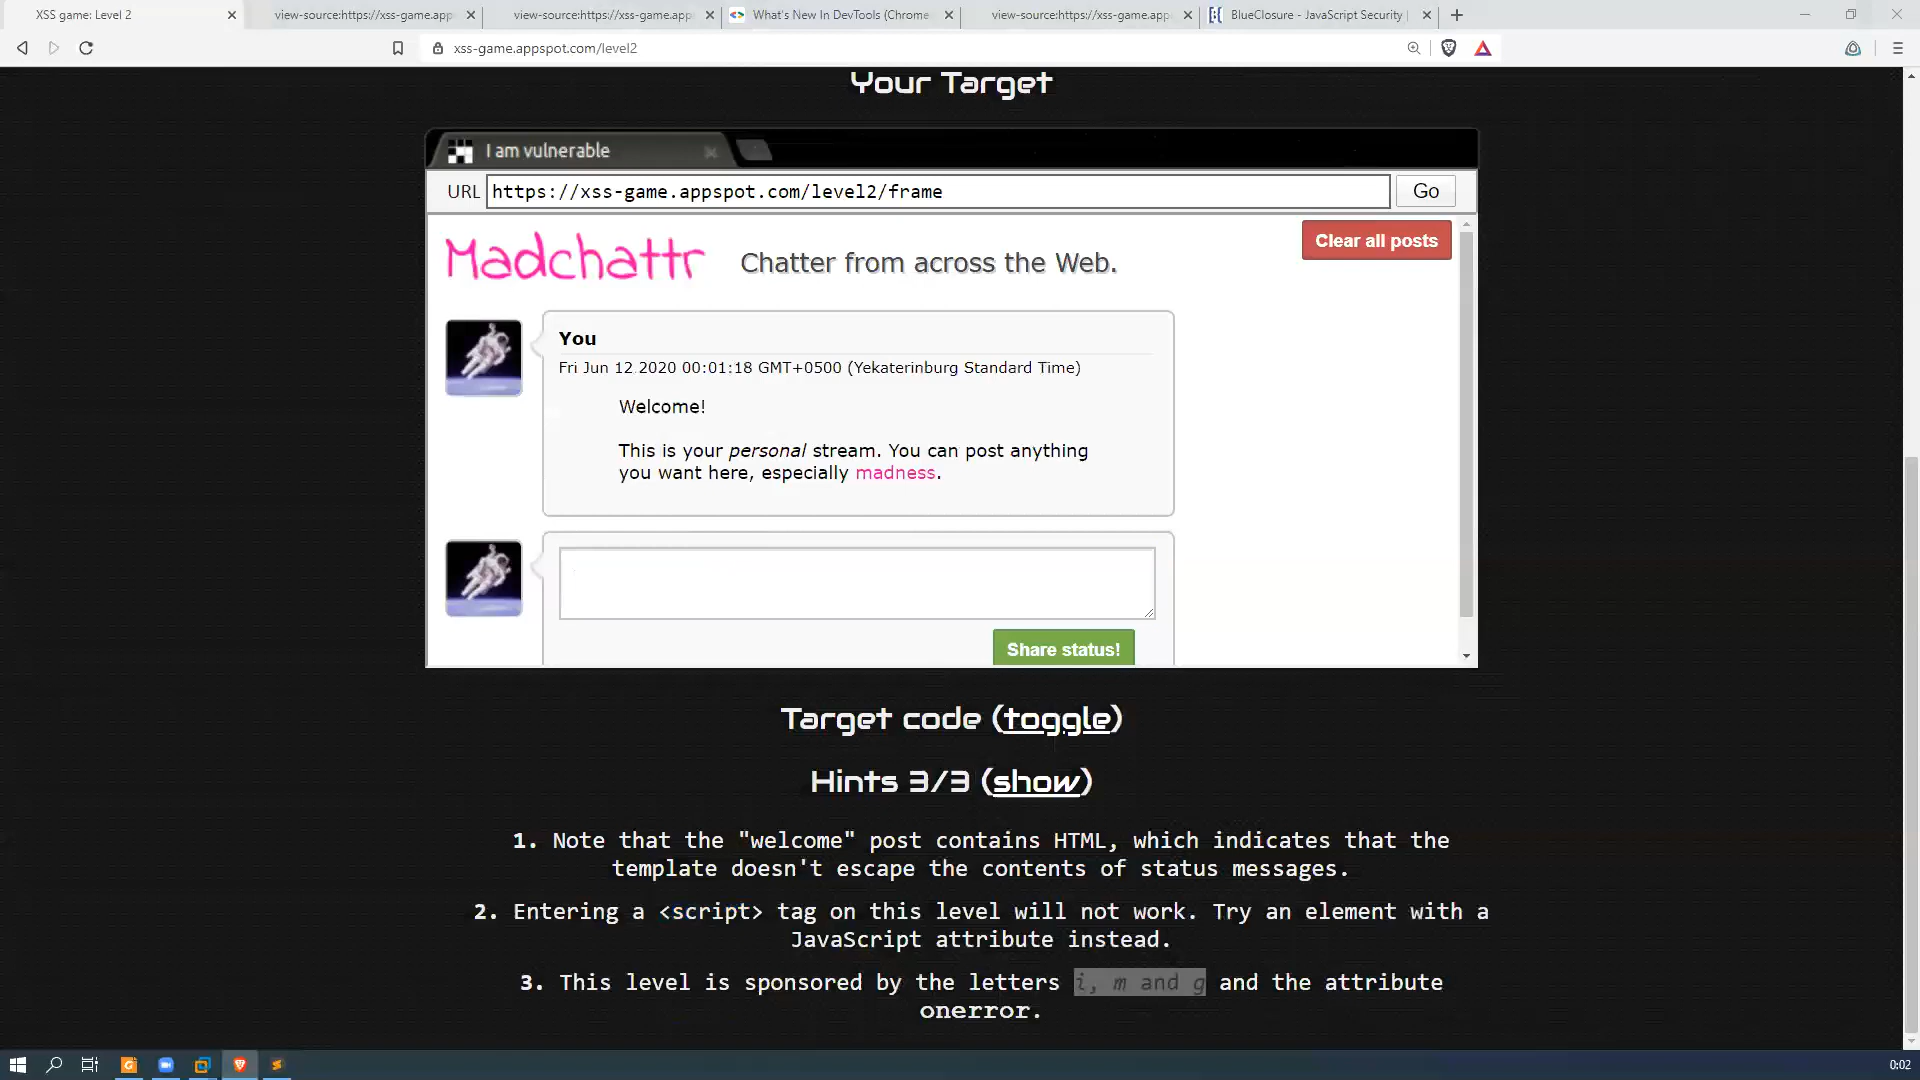 XSS game: Level 2
view-source:https://xss-game.app
view-source:https://xss-game.app
What's New In DevTools (Chrome
view-source:https://xss-game.app
BlueClosure - JavaScript Security
xss-game.appspot.com/level2
Your Target
I am vulnerable
URL https://xss-game.appspot.com/level2/frame Go
Clear all posts
Madchattr Chatter from across the Web.
You
Fri Jun 12 2020 00:01:18 GMT+0500 (Yekaterinburg Standard Time)
Welcome!
This is your personal stream. You can post anything
you want here, especially madness.
Share status!
Target code (toggle)
Hints 3/3 (show)
1. Note that the "welcome" post contains HTML, which indicates that the
template doesn't escape the contents of status messages.
2. Entering a <script> tag on this level will not work. Try an element with a
JavaScript attribute instead.
3. This level is sponsored by the letters i, m and g and the attribute
onerror.
0:02